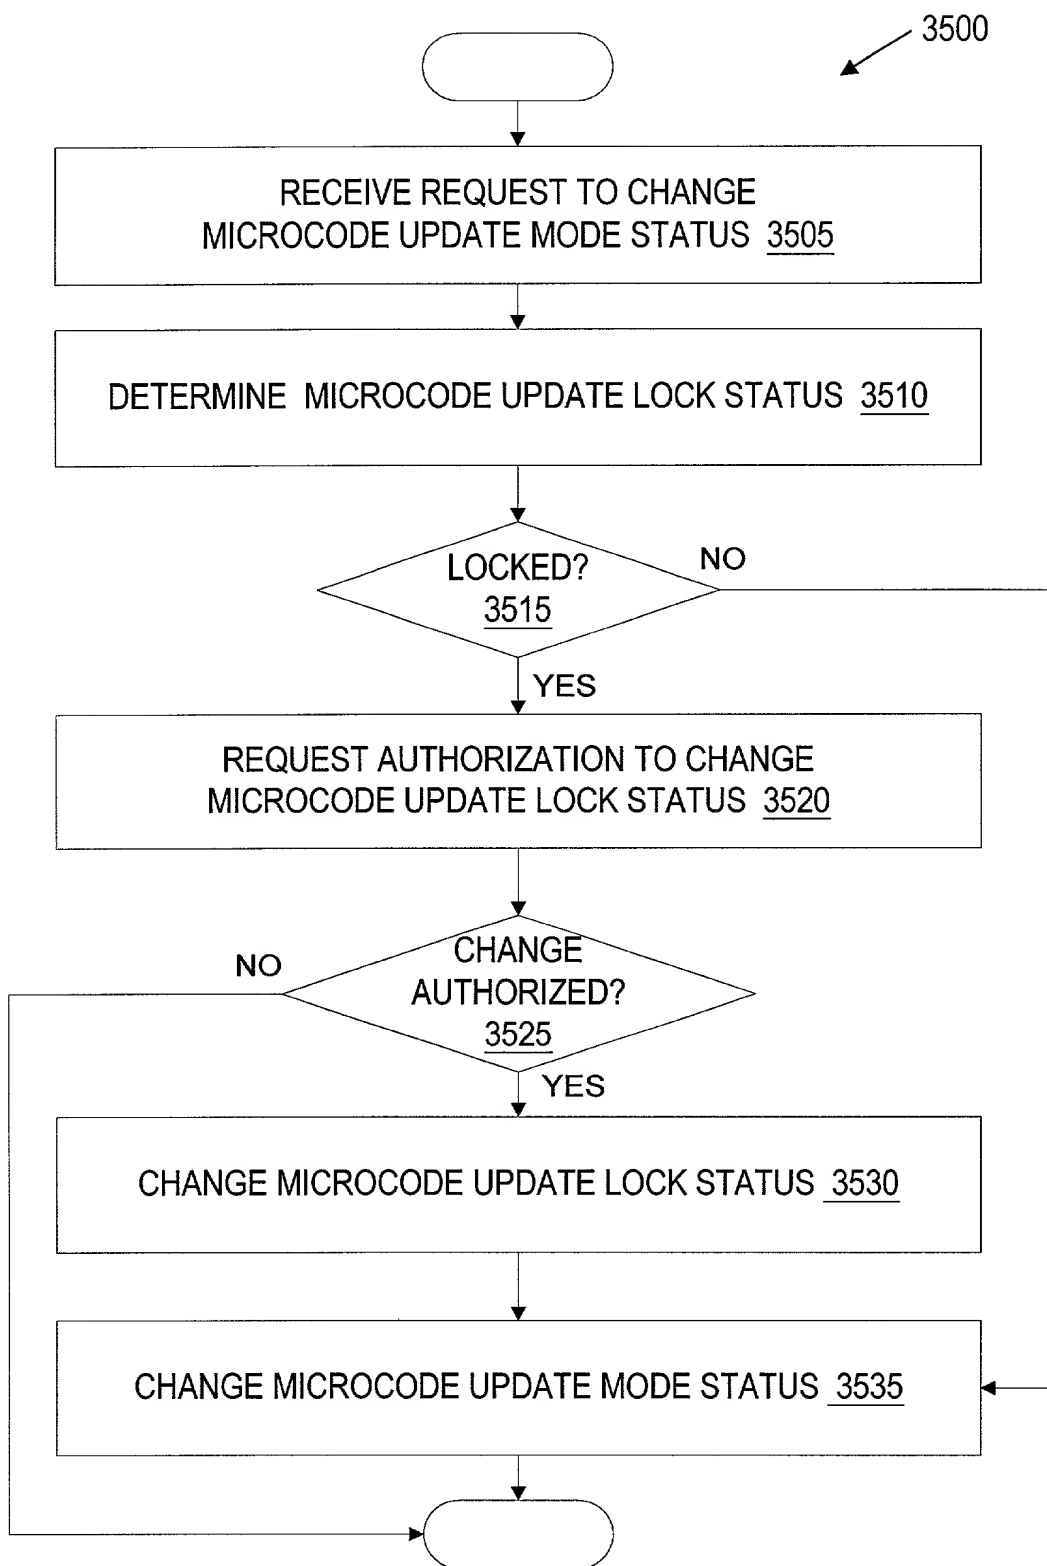 3500
RECEIVE REQUEST TO CHANGE
MICROCODE UPDATE MODE STATUS 3505
DETERMINE MICROCODE UPDATE LOCK STATUS 3510
LOCKED?
3515
NO
YES
REQUEST AUTHORIZATION TO CHANGE
MICROCODE UPDATE LOCK STATUS 3520
NO
CHANGE
AUTHORIZED?
3525
YES
CHANGE MICROCODE UPDATE LOCK STATUS 3530
CHANGE MICROCODE UPDATE MODE STATUS 3535